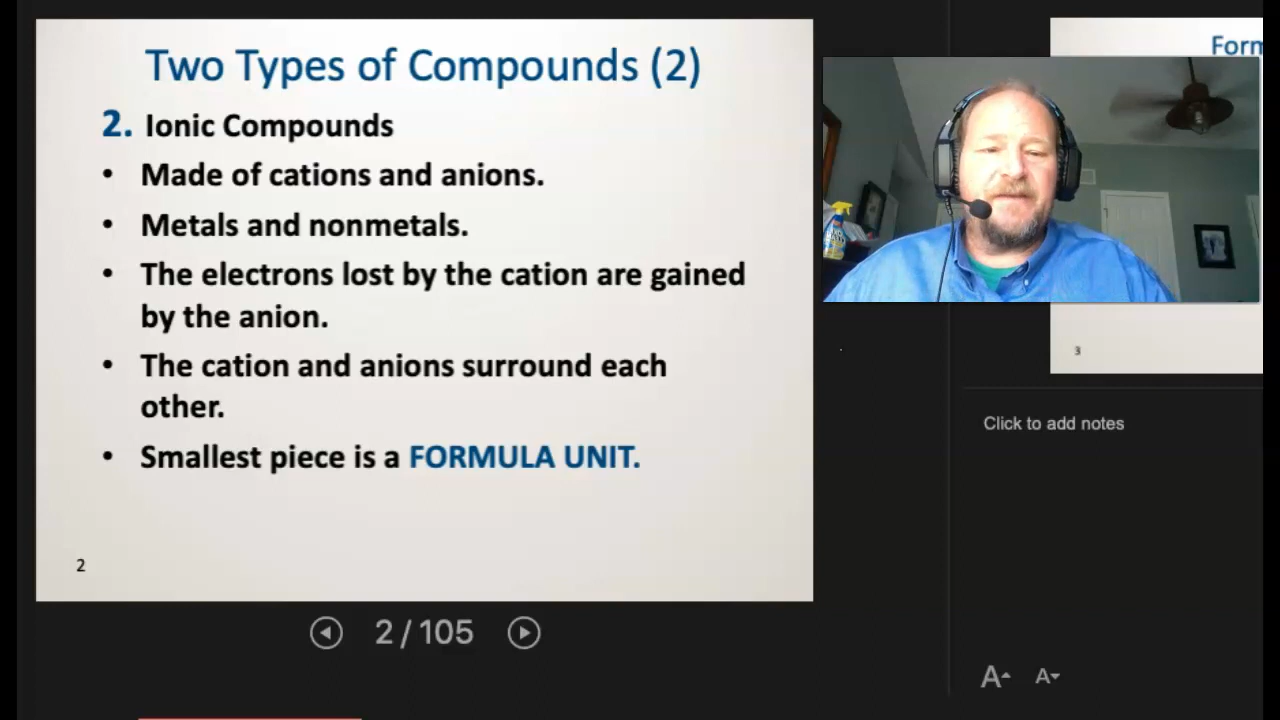 Two Types of Compounds (2)
2. Ionic Compounds
• Made of cations and anions.
• Metals and nonmetals.
• The electrons lost by the cation are gained
by the anion.
• The cation and anions surround each
other.
• Smallest piece is a FORMULA UNIT.
2
2 / 105
3
Click to add notes
A A